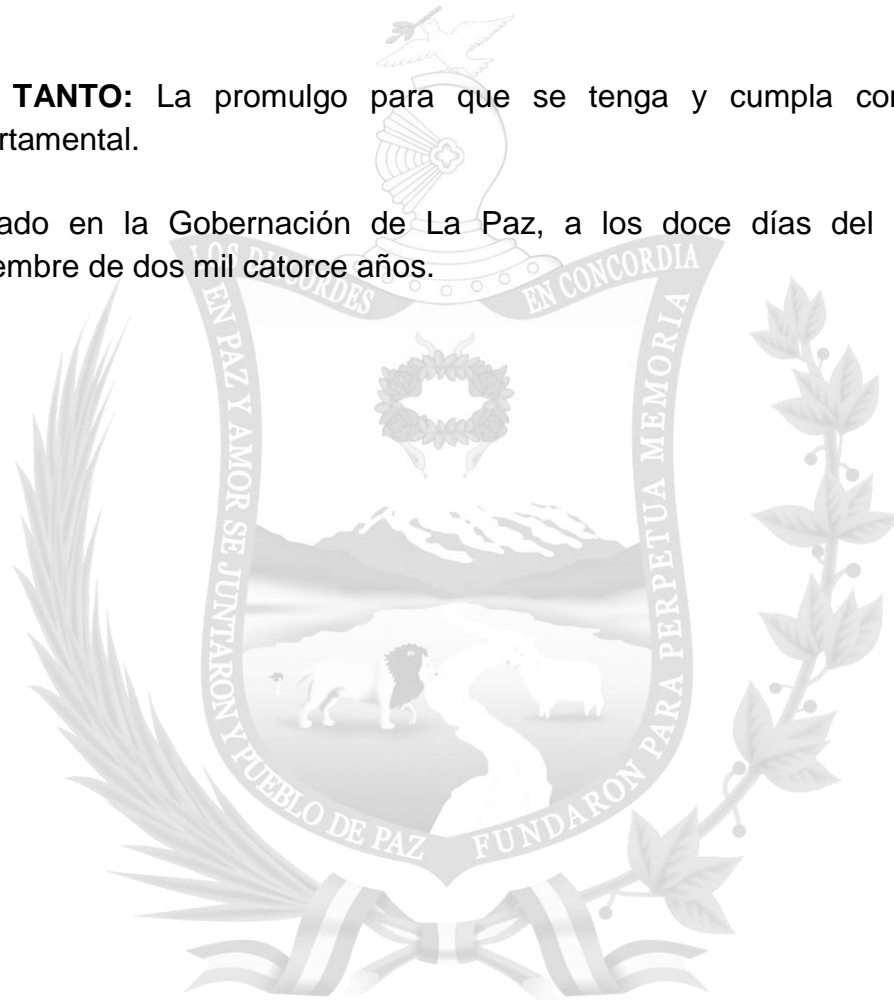 TANTO: La promulgo para que se tenga y cumpla
rtamental.
ado en la Gobernación de La Paz, a los doce días del
embre de dos mil catorce años.
LOS DISCORDES
EN CONCORDIA
EN PAZ Y AMOR SE JUNTARON Y PUEBLO DE PAZ
FUNDARON PARA PERPETUA MEMORIA